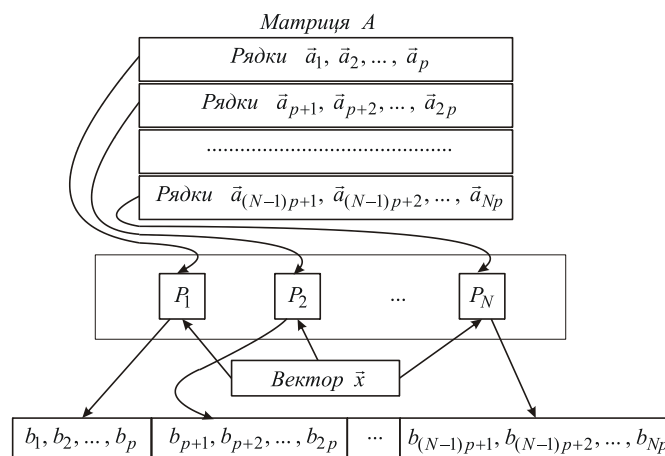 Матриця A
Рядки a⃗₁, a⃗₂, ..., a⃗ₚ
Рядки a⃗ₚ₊₁, a⃗ₚ₊₂, ..., a⃗₂ₚ
............................................
Рядки a⃗₍N₋₁₎ₚ₊₁, a⃗₍N₋₁₎ₚ₊₂, ..., a⃗Nₚ
P₁ P₂ ... P_N
Вектор x⃗
b₁, b₂, ..., bₚ bₚ₊₁, bₚ₊₂, ..., b₂ₚ ... b₍N₋₁₎ₚ₊₁, b₍N₋₁₎ₚ₊₂, ..., bNₚ